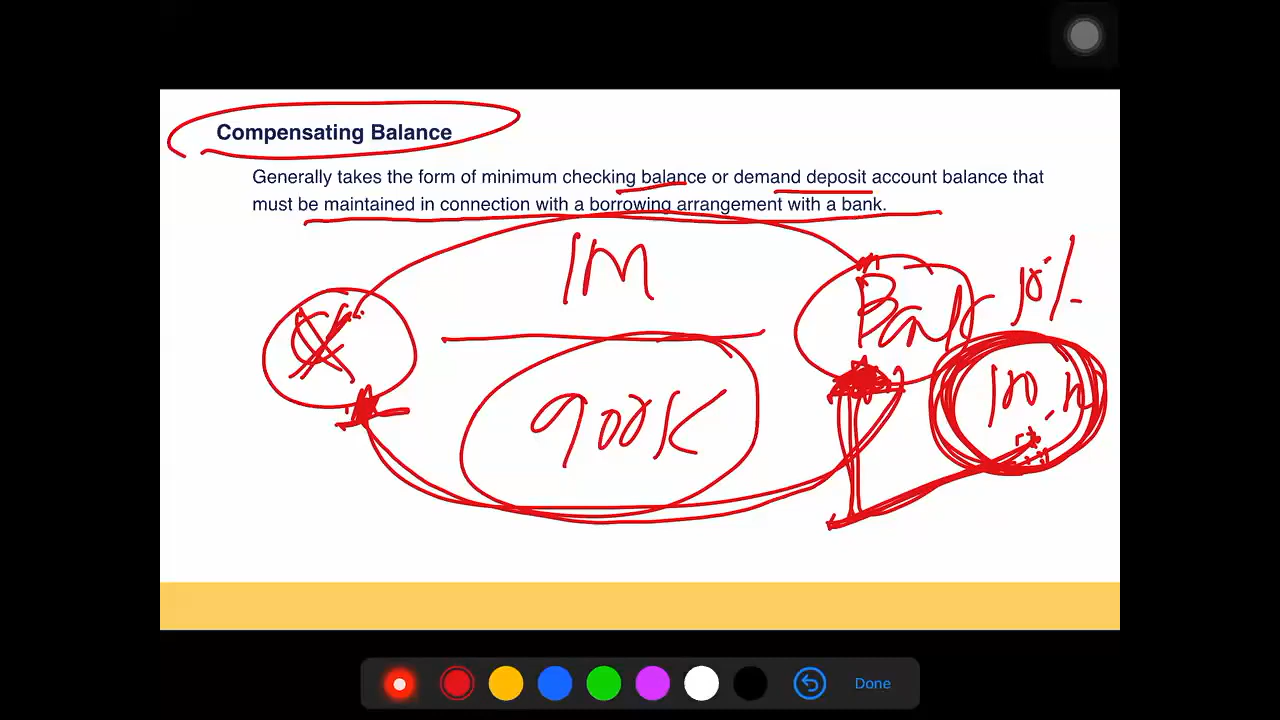 Compensating Balance
Generally takes the form of minimum checking balance or demand deposit account balance that
must be maintained in connection with a borrowing arrangement with a bank.
1M
Bank
10%
900K
Done